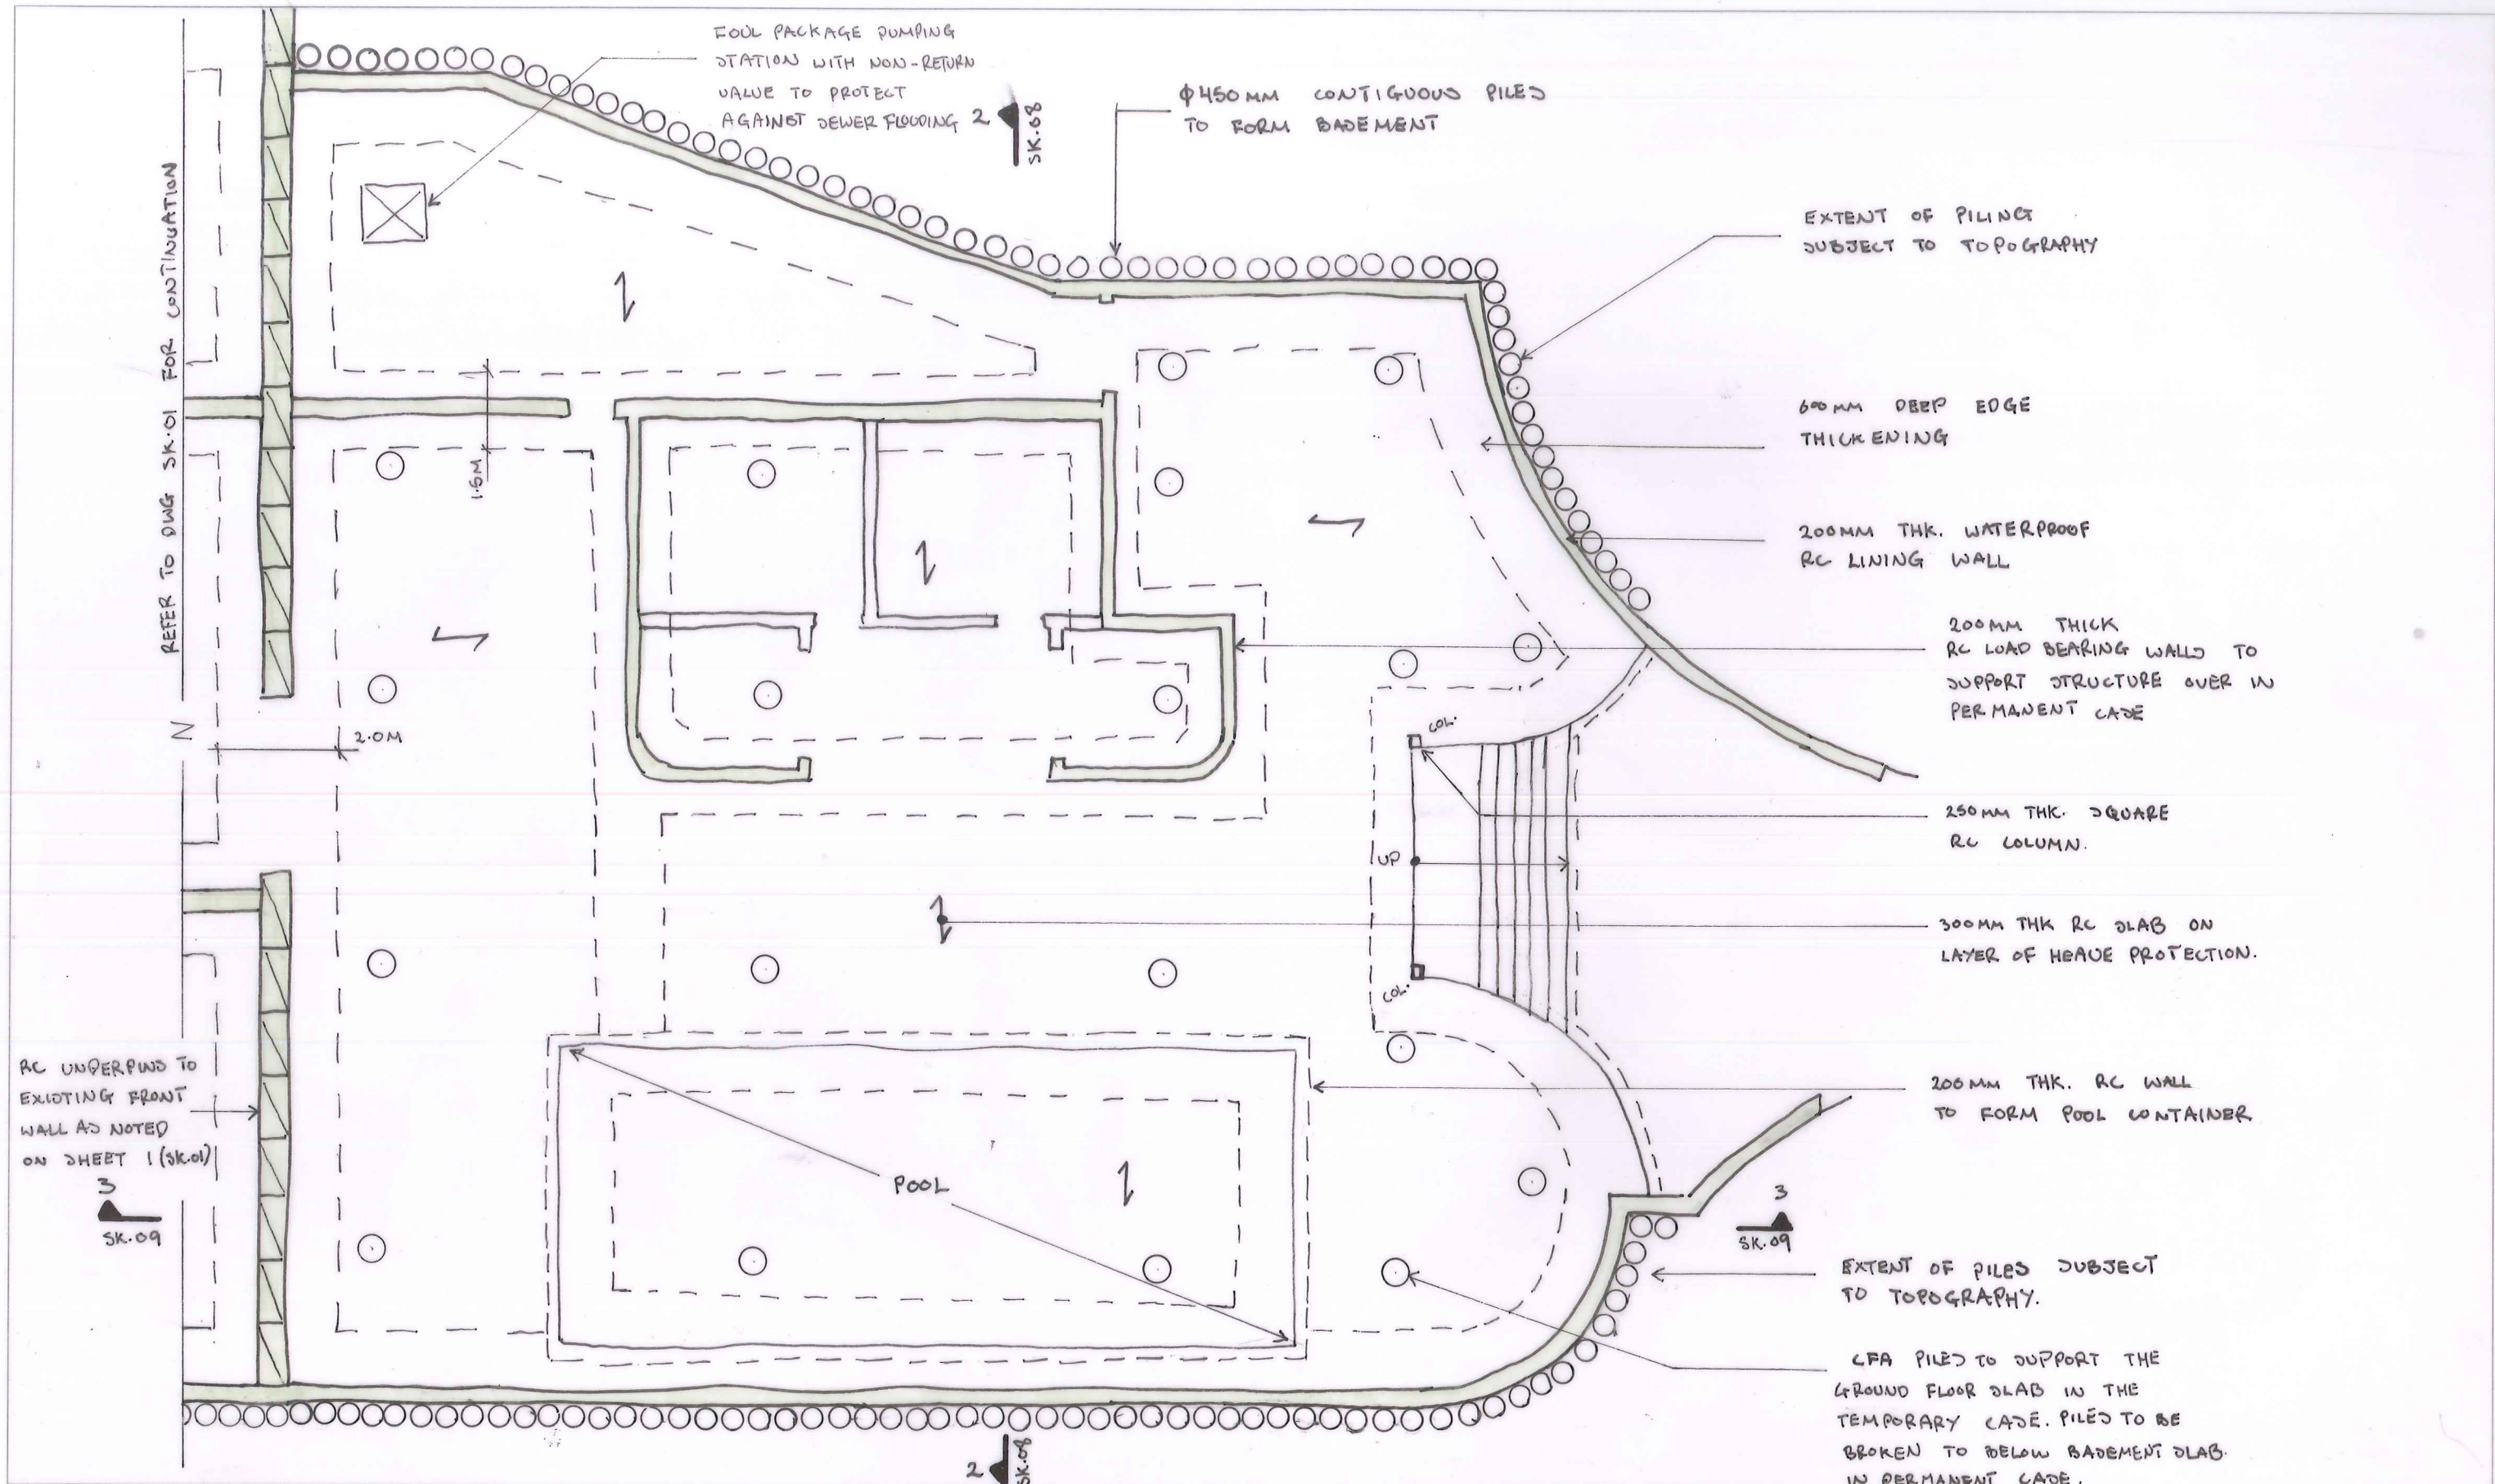 FOUL PACKAGE PUMPING
STATION WITH NON-RETURN
VALUE TO PROTECT
AGAINST SEWER FLOODING
2
SK.08
Φ450MM CONTIGUOUS PILES
TO FORM BASEMENT
EXTENT OF PILING
SUBJECT TO TOPOGRAPHY
REFER TO DWG SK.01 FOR CONTINUATION
600MM DEEP EDGE
THICKENING
1.5M
200MM THK. WATERPROOF
RC LINING WALL
200MM THICK
RC LOAD BEARING WALLS TO
SUPPORT STRUCTURE OVER IN
PERMANENT CASE
N
2.0M
COL.
250MM THK. SQUARE
RC COLUMN.
UP
300MM THK RC SLAB ON
LAYER OF HEAVE PROTECTION.
COL.
RC UNDERPINS TO
EXISTING FRONT
WALL AS NOTED
ON SHEET 1 (SK.01)
200MM THK. RC WALL
TO FORM POOL CONTAINER
POOL
3
SK.09
3
SK.09
EXTENT OF PILES SUBJECT
TO TOPOGRAPHY.
CFA PILES TO SUPPORT THE
GROUND FLOOR SLAB IN THE
TEMPORARY CASE. PILES TO BE
BROKEN TO BELOW BASEMENT SLAB.
IN PERMANENT CASE.
2
SK.08